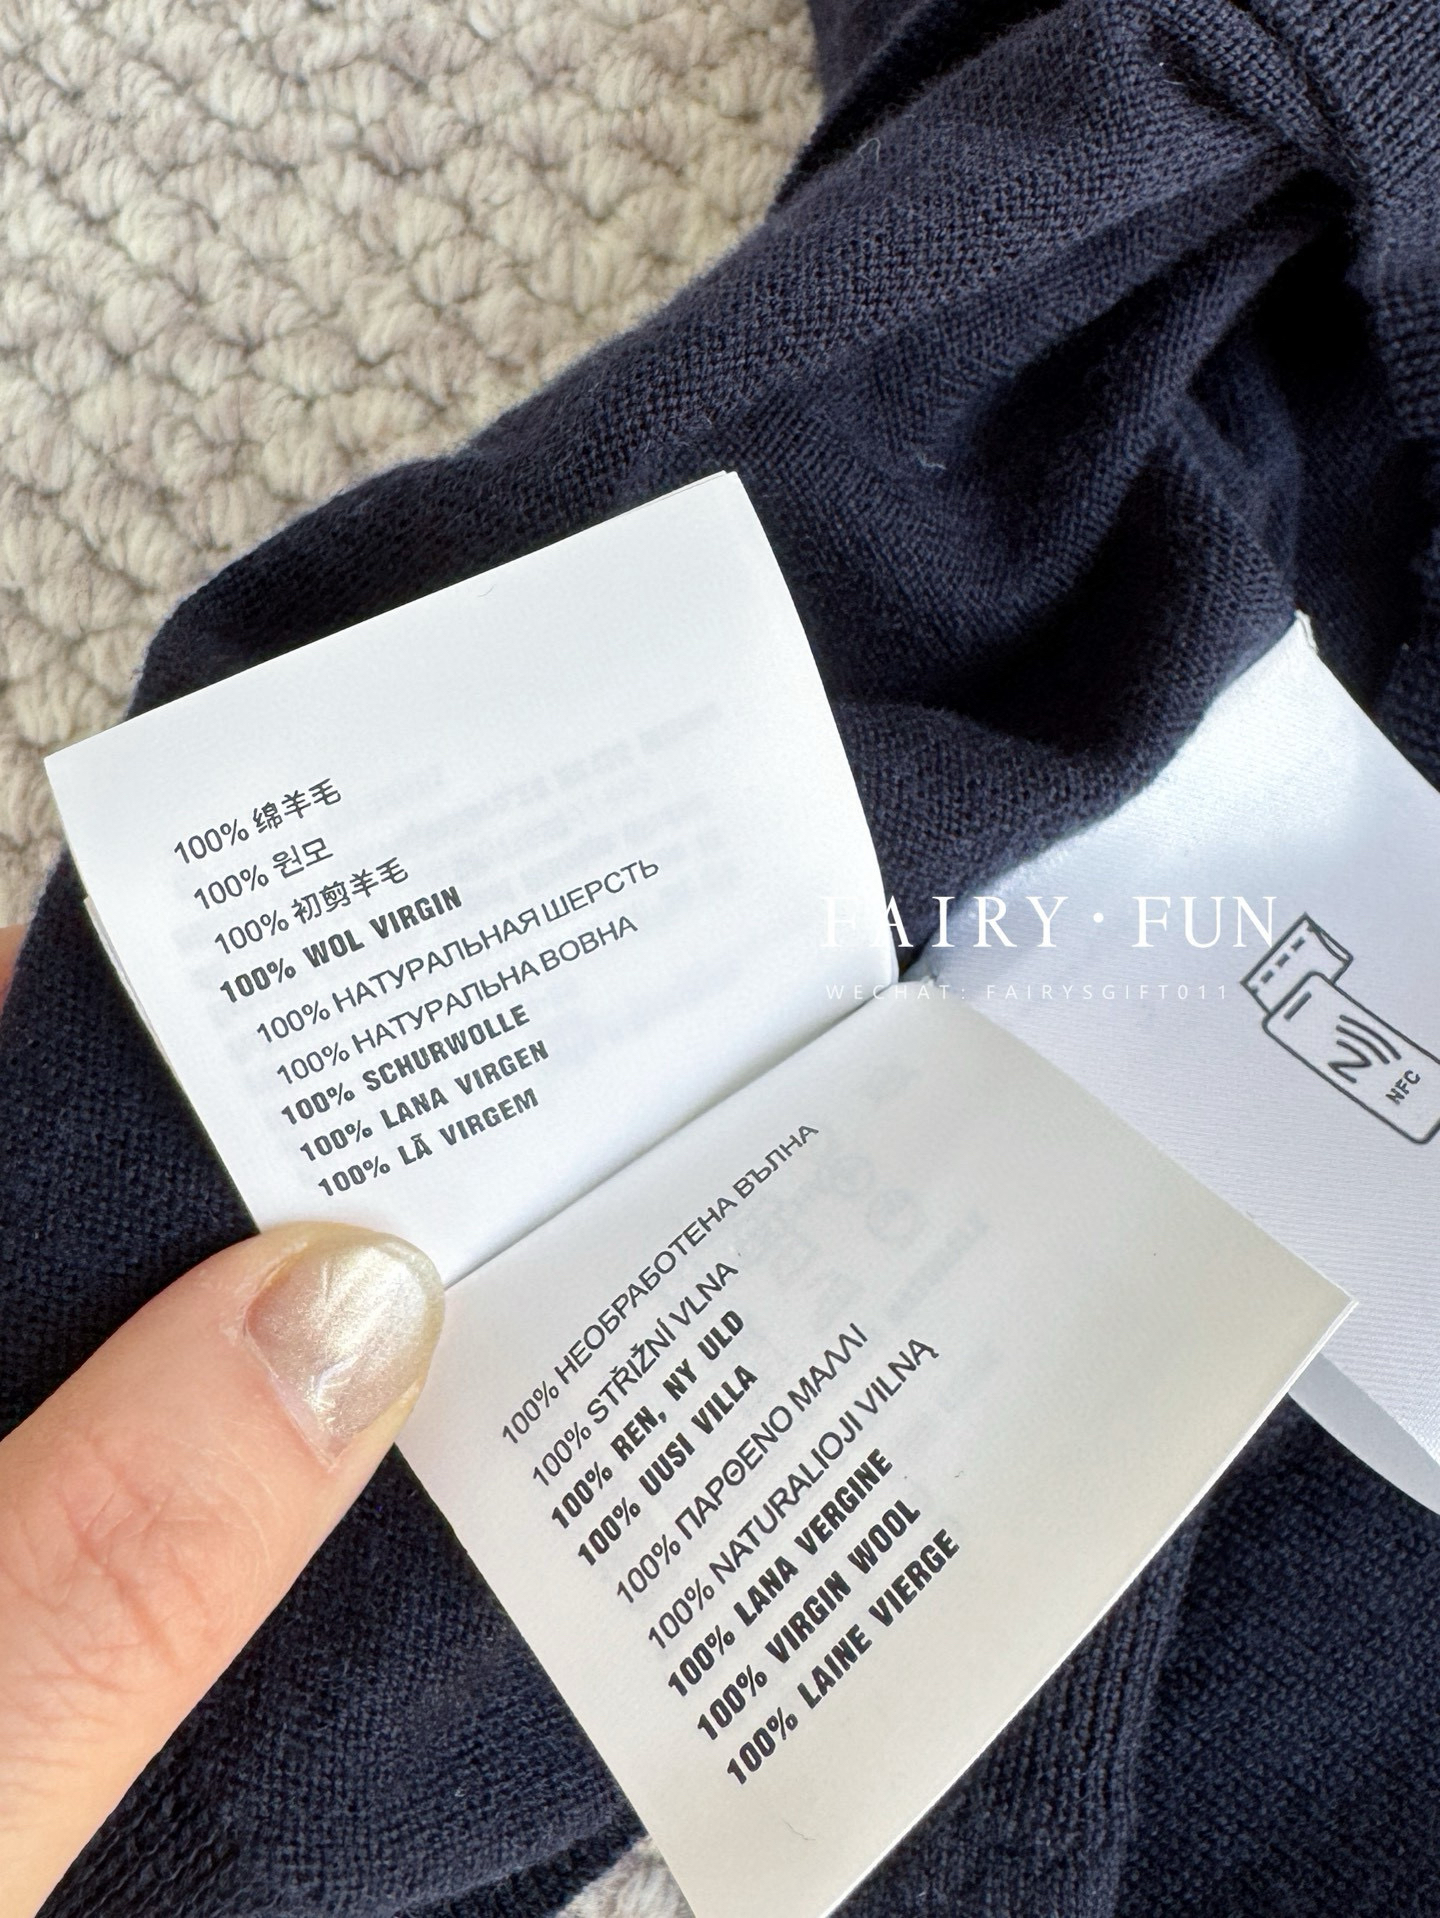 100% 绵羊毛
100% 원모
100% 初剪羊毛
100% WOL VIRGIN
100% НАТУРАЛЬНАЯ ШЕРСТЬ
100% НАТУРАЛЬНА ВОВНА
100% SCHURWOLLE
100% LANA VIRGEN
100% LÃ VIRGEM
FAIRY·FUN
WECHAT: FAIRYSGIFT011
NFC
100% НЕОБРАБОТЕНА ВЪЛНА
100% STŘIŽNÍ VLNA
100% REN, NY ULD
100% UUSI VILLA
100% ΠΑΡΘΕΝΟ ΜΑΛΛΙ
100% NATURALIOJI VILNĄ
100% LANA VERGINE
100% VIRGIN WOOL
100% LAINE VIERGE